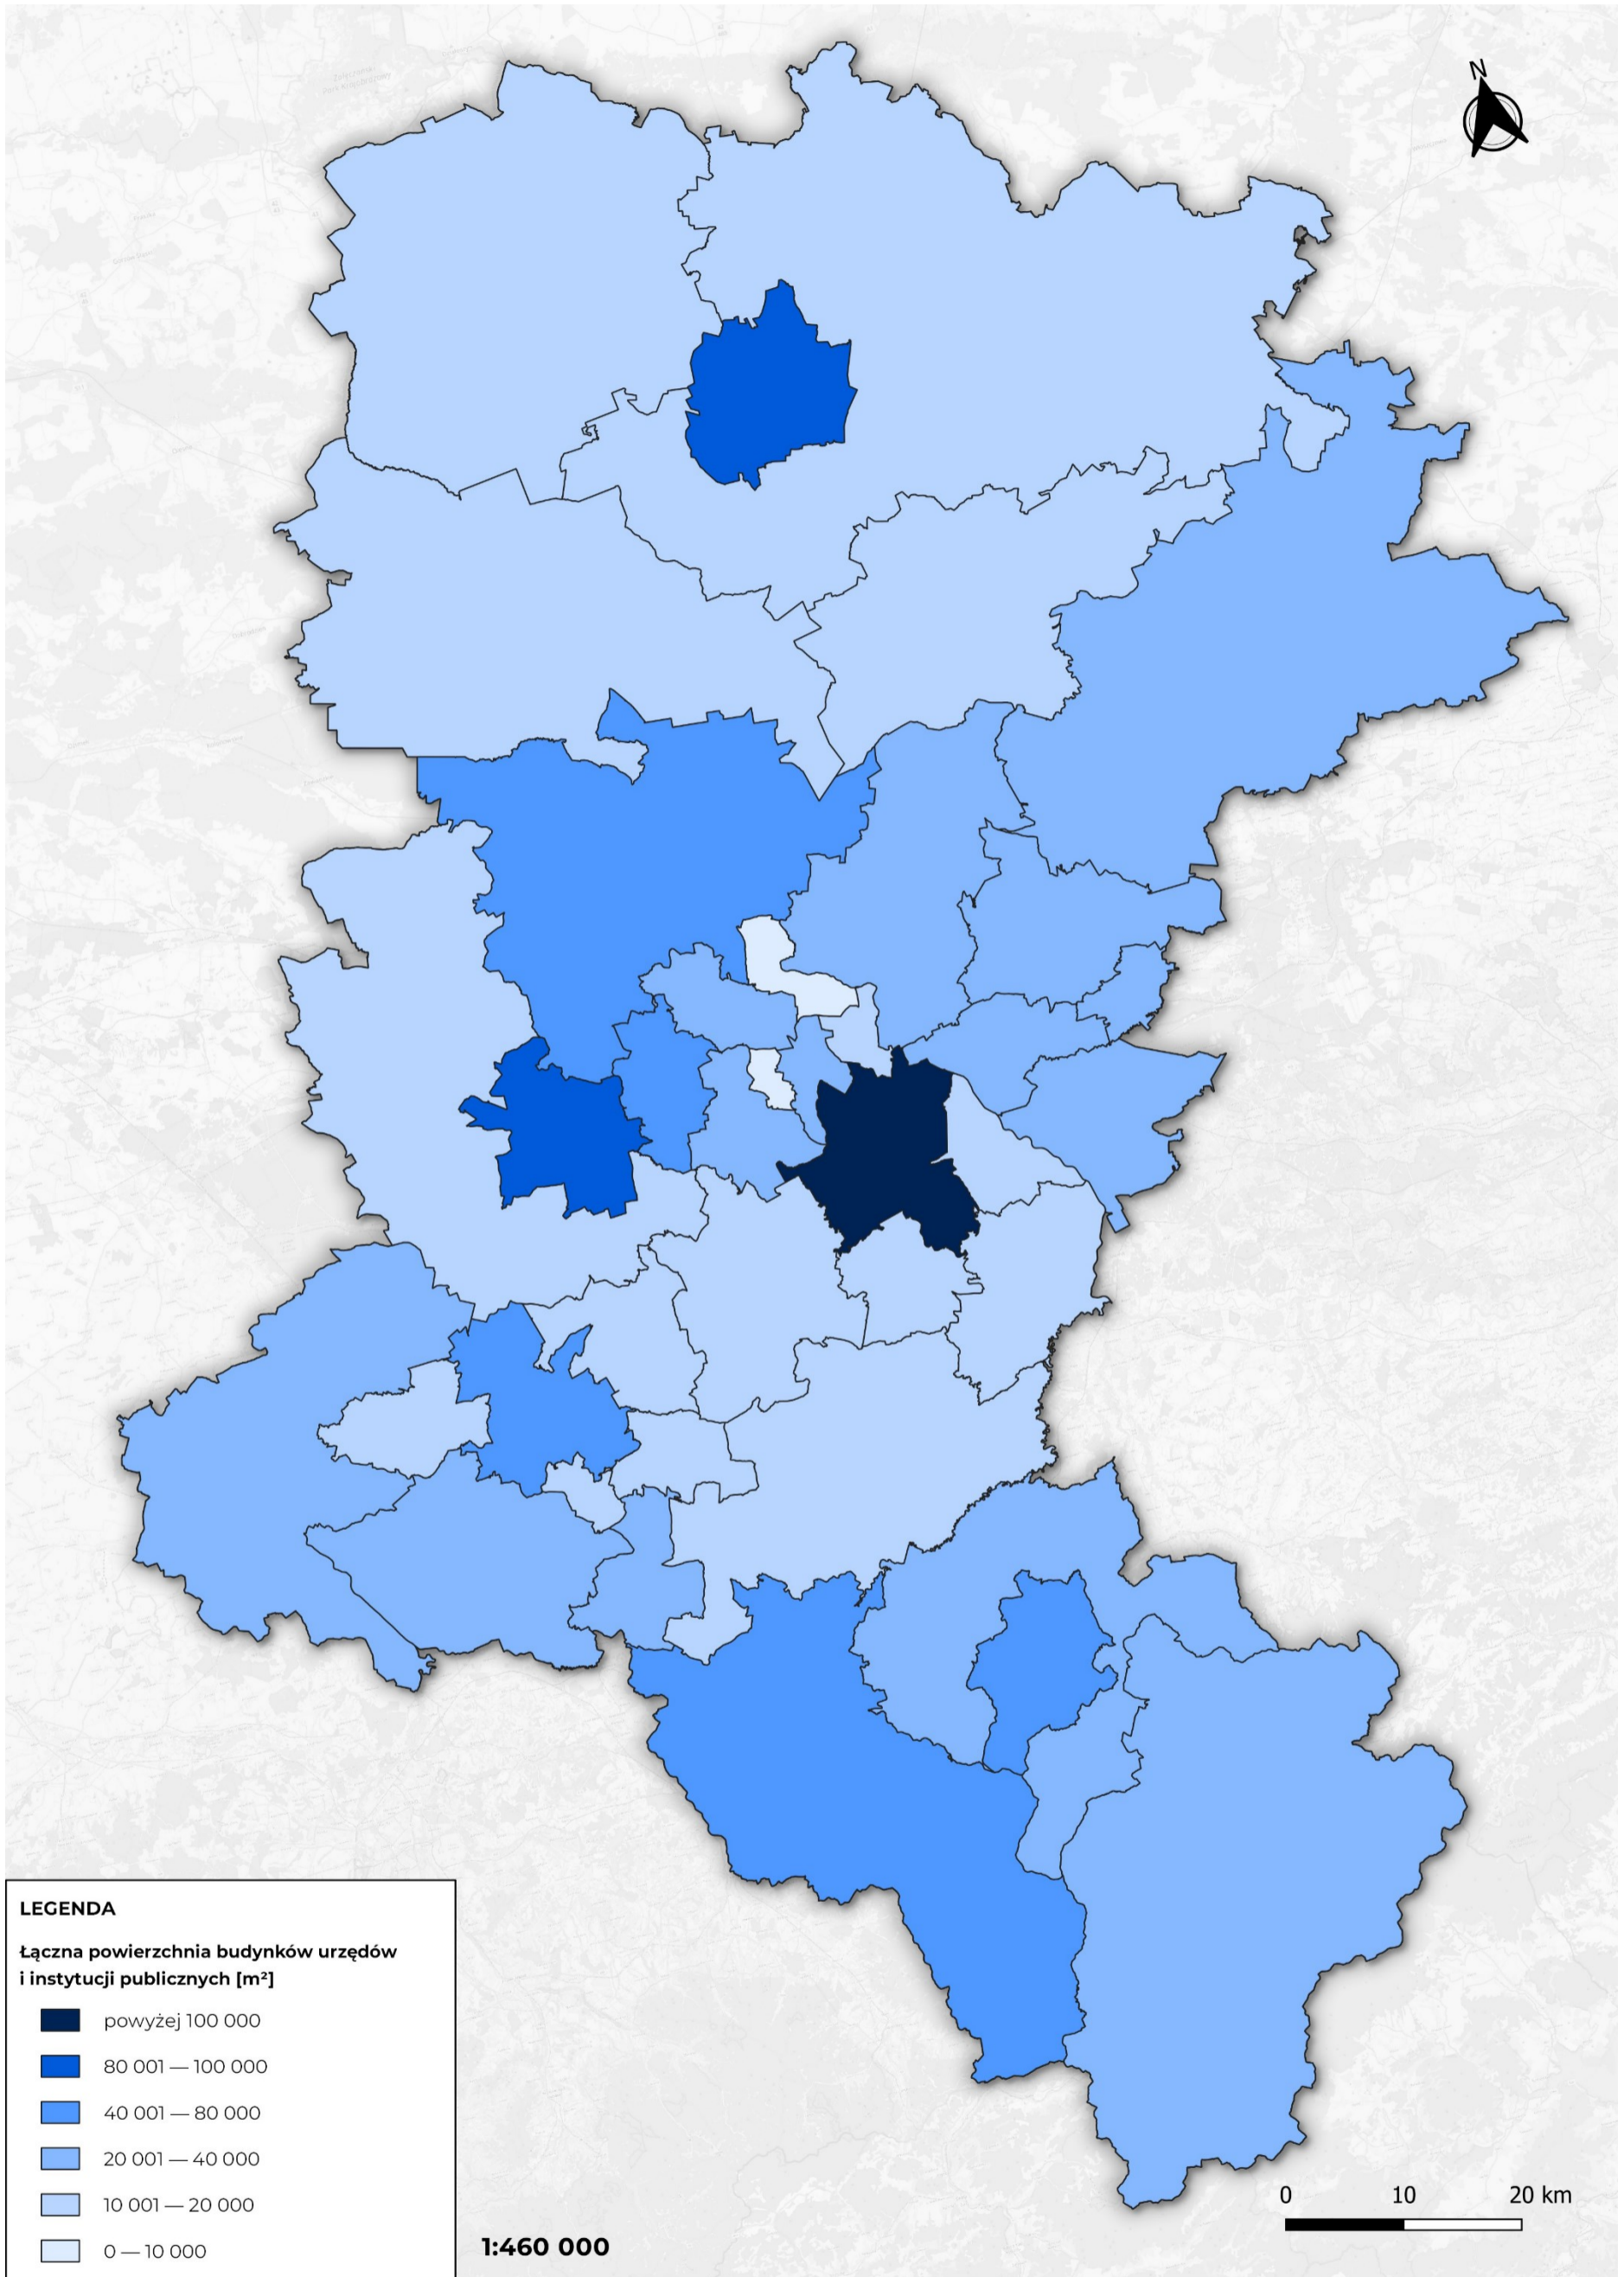 N
LEGENDA
Łączna powierzchnia budynków urzędów
i instytucji publicznych [m²]
powyżej 100 000
80 001 — 100 000
40 001 — 80 000
20 001 — 40 000
10 001 — 20 000
0 — 10 000
1:460 000
0 10 20 km